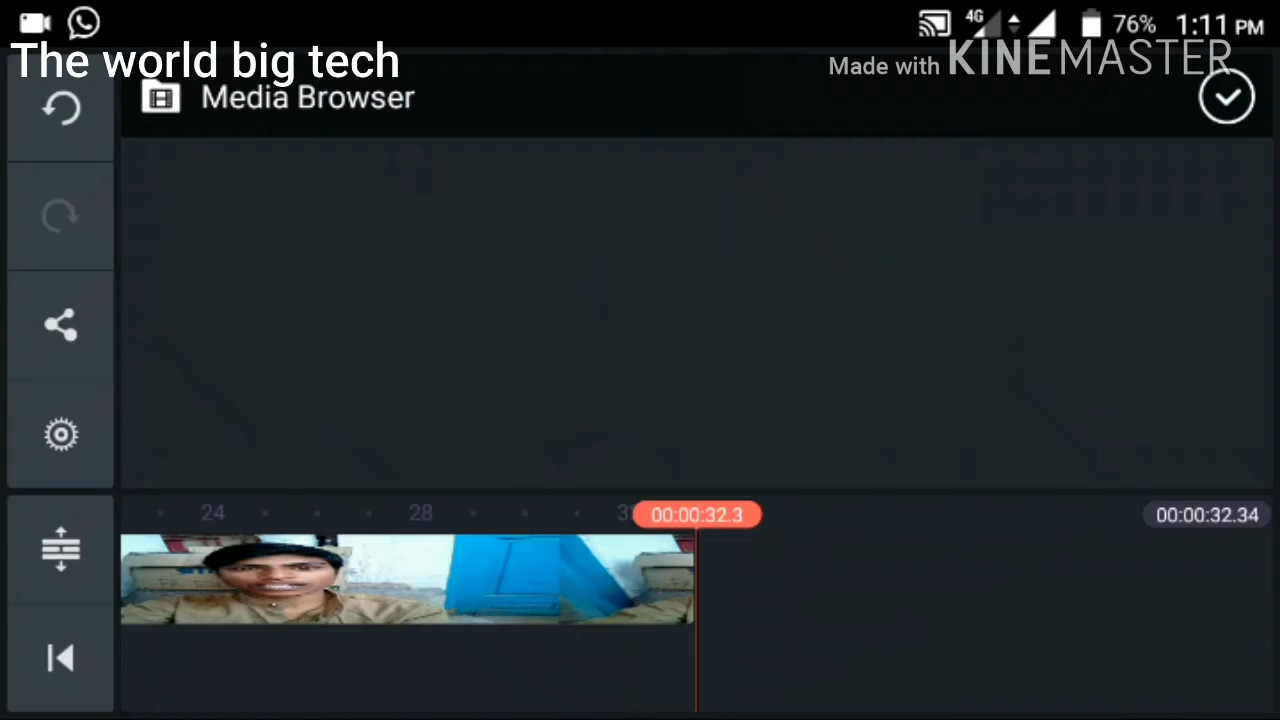 4G 76% 1:11 PM
The world big tech
Made with KINEMASTER
Media Browser
24 28 00:00:32.3 00:00:32.34